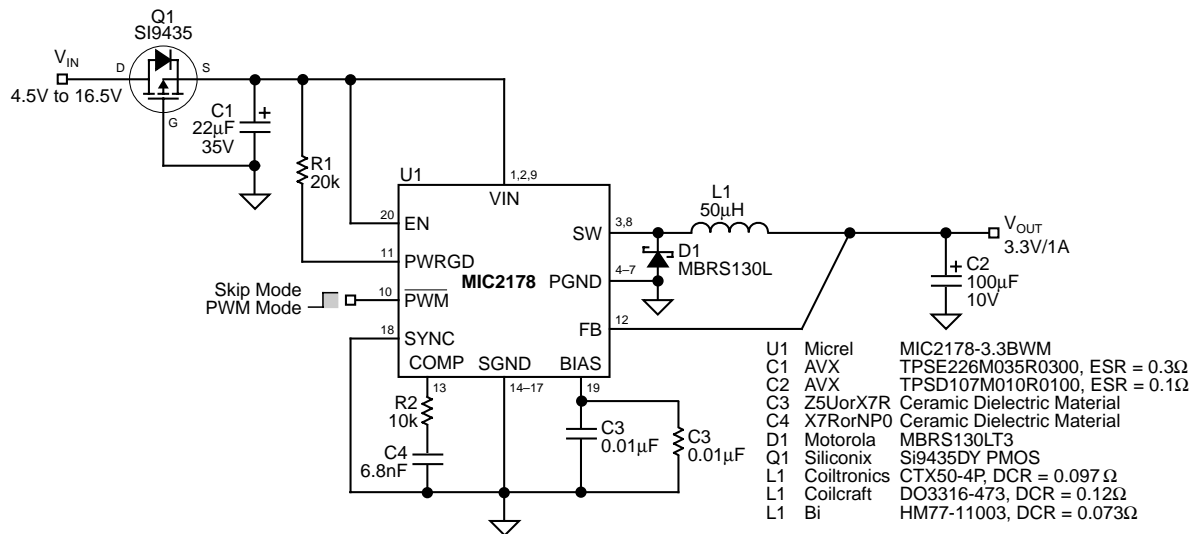 Q1
SI9435
VIN
4.5V to 16.5V
D
S
G
C1
22µF
35V
+
R1
20k
U1
1,2,9
VIN
20
EN
11
PWRGD
Skip Mode
PWM Mode
10
PWM
18
SYNC
MIC2178
SW
3,8
PGND
4–7
FB
12
COMP
SGND
BIAS
13
14–17
19
L1
50µH
D1
MBRS130L
VOUT
3.3V/1A
+
C2
100µF
10V
R2
10k
C4
6.8nF
C3
0.01µF
C3
0.01µF
U1 Micrel MIC2178-3.3BWM
C1 AVX TPSE226M035R0300, ESR = 0.3Ω
C2 AVX TPSD107M010R0100, ESR = 0.1Ω
C3 Z5UorX7R Ceramic Dielectric Material
C4 X7RorNP0 Ceramic Dielectric Material
D1 Motorola MBRS130LT3
Q1 Siliconix Si9435DY PMOS
L1 Coiltronics CTX50-4P, DCR = 0.097Ω
L1 Coilcraft DO3316-473, DCR = 0.12Ω
L1 Bi HM77-11003, DCR = 0.073Ω